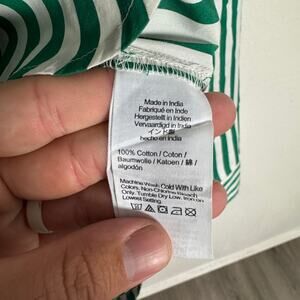 Made in India
Fabriqué en Inde
Hergestellt in Indien
Vervaardigd in India
インド製
Hecho en India
100% Cotton / Coton /
Baumwolle / Katoen / 綿 /
algodón
Machine Wash Cold With Like
Colors, Non-Chlorine Bleach
Only, Tumble Dry Low, Iron on
Lowest Setting.